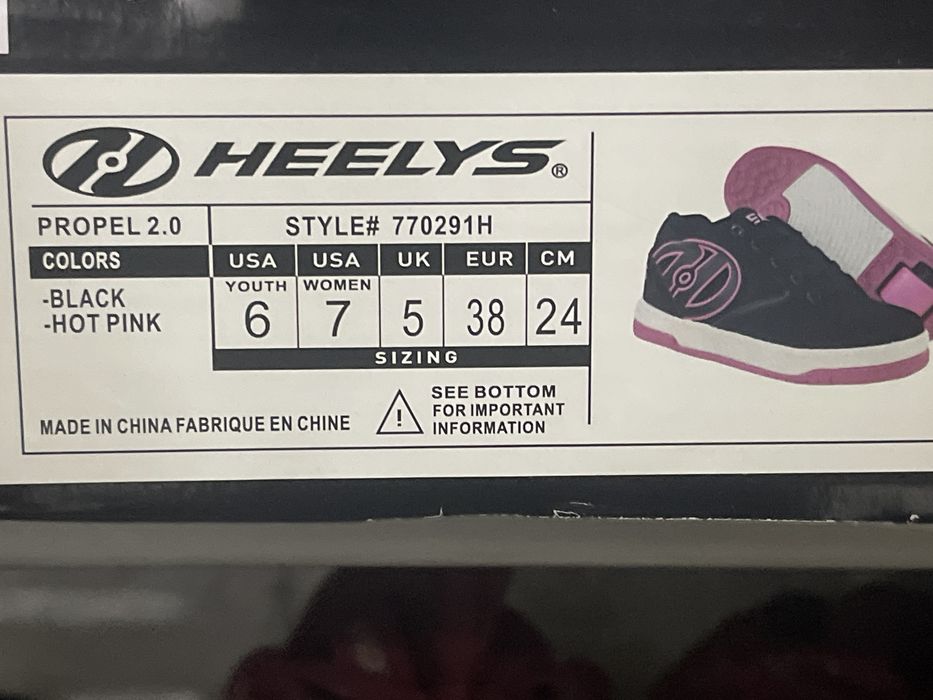 HEELYS®
PROPEL 2.0 STYLE# 770291H
COLORS USA USA UK EUR CM
YOUTH WOMEN
-BLACK
-HOT PINK
6 7 5 38 24
SIZING
SEE BOTTOM
FOR IMPORTANT
INFORMATION
MADE IN CHINA FABRIQUE EN CHINE